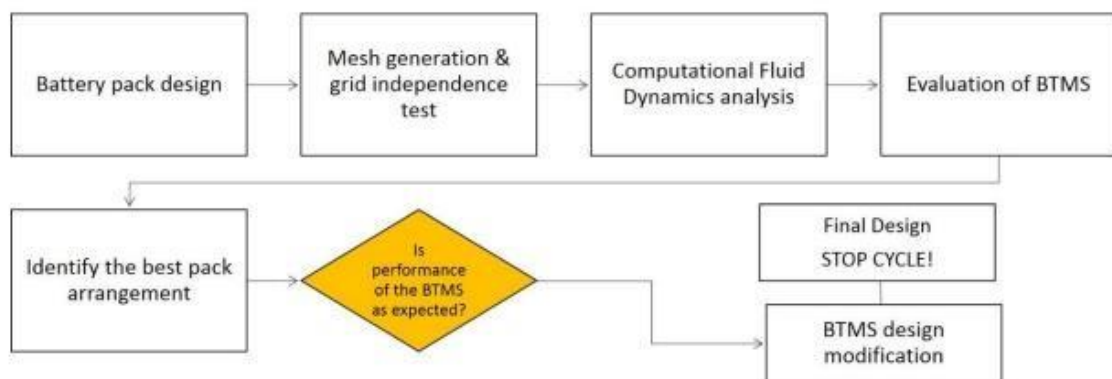 Battery pack design
Mesh generation &
grid independence
test
Computational Fluid
Dynamics analysis
Evaluation of BTMS
Identify the best pack
arrangement
Is
performance
of the BTMS
as expected?
Final Design
STOP CYCLE!
BTMS design
modification